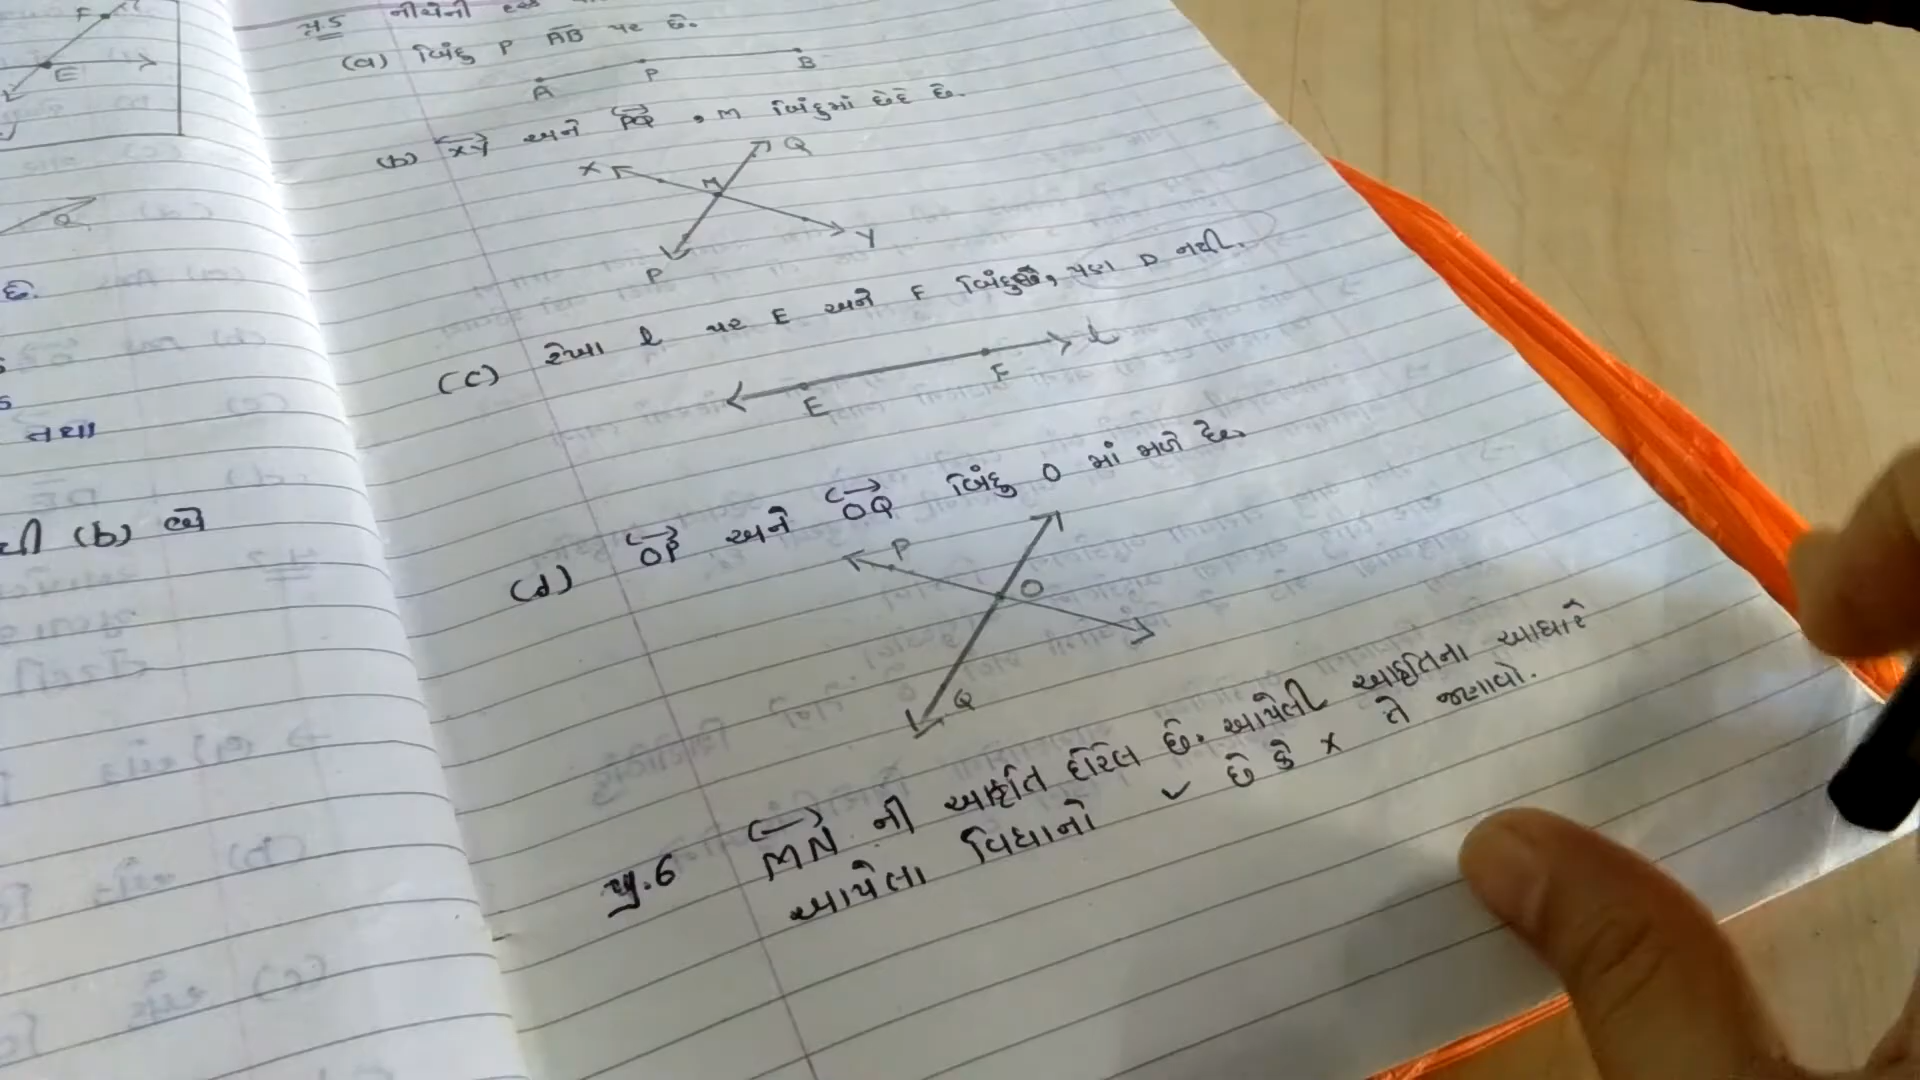 F
E
Q
છે.
તથા
ની (b) બે
પ્ર.5 નીચેની
(a) બિંદુ P AB પર છે.
A P B
(b) XY અને PQ , M બિંદુમાં છેદે છે.
X M Q
P Y
(c) રેખા l પર E અને F બિંદુ છે, પણ D નથી.
E F l
(d) OP અને OQ બિંદુ O માં મળે છે.
P O
Q
પ્ર.6 MN ની આકૃતિ દોરેલ છે. આપેલી આકૃતિના આધારે
આપેલા વિધાનો ✓ છે કે × તે જણાવો.